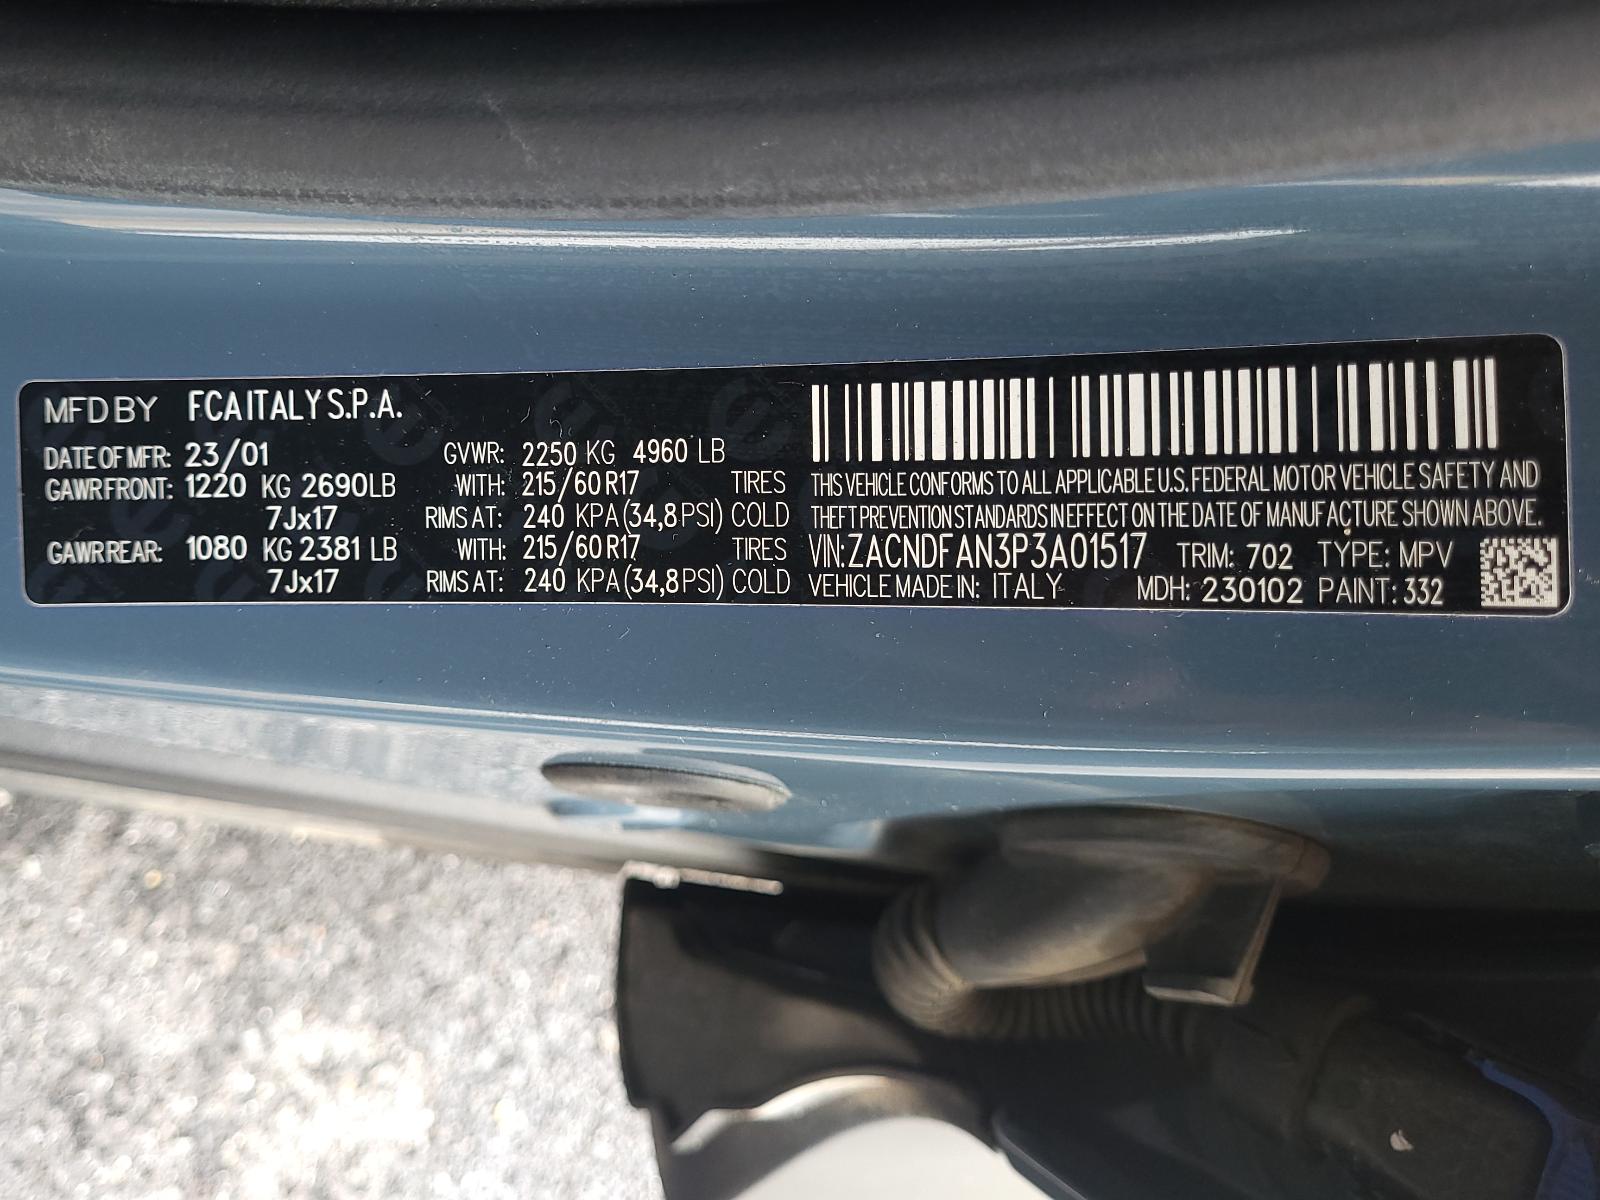 MFD BY FCA ITALY S.P.A.
DATE OF MFR: 23/01 GVWR: 2250 KG 4960 LB
GAWR FRONT: 1220 KG 2690 LB WITH: 215/60 R17 TIRES
7Jx17 RIMS AT: 240 KPA (34,8 PSI) COLD
GAWR REAR: 1080 KG 2381 LB WITH: 215/60 R17 TIRES
7Jx17 RIMS AT: 240 KPA (34,8 PSI) COLD
THIS VEHICLE CONFORMS TO ALL APPLICABLE U.S. FEDERAL MOTOR VEHICLE SAFETY AND
THEFT PREVENTION STANDARDS IN EFFECT ON THE DATE OF MANUFACTURE SHOWN ABOVE.
VIN: ZACNDFAN3P3A01517 TRIM: 702 TYPE: MPV
VEHICLE MADE IN: ITALY MDH: 230102 PAINT: 332